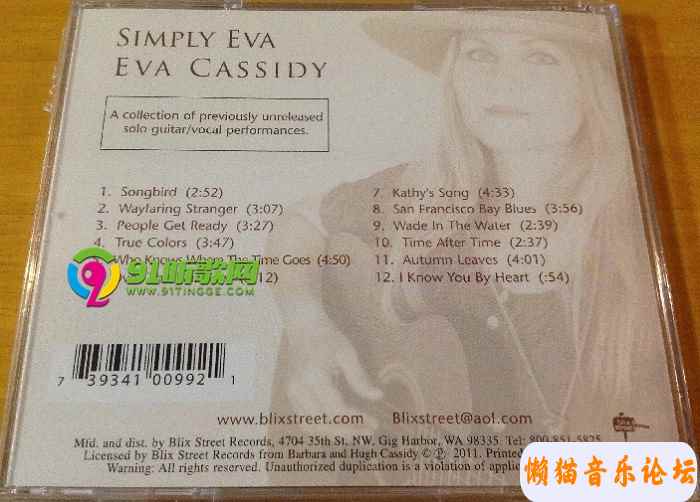 SIMPLY EVA
EVA CASSIDY
A collection of previously unreleased
solo guitar/vocal performances.
1. Songbird (2:52)
2. Wayfaring Stranger (3:07)
3. People Get Ready (3:27)
4. True Colors (3:47)
Who Knows Where The Time Goes (4:50)
12)
7. Kathy's Song (4:33)
8. San Francisco Bay Blues (3:56)
9. Wade In The Water (2:39)
10. Time After Time (2:37)
11. Autumn Leaves (4:01)
12. I Know You By Heart (:54)
91听歌网
WWW.91TINGGE.COM
7 39341 00992 1
www.blixstreet.com Blixstreet@aol.com
Mfd. and dist. by Blix Street Records, 4704 35th St. NW, Gig Harbor, WA 98335 Tel: 800-851-5825
Licensed by Blix Street Records from Barbara and Hugh Cassidy © ℗ 2011. Printed
Warning: All rights reserved. Unauthorized duplication is a violation of applic
懒猫音乐论坛